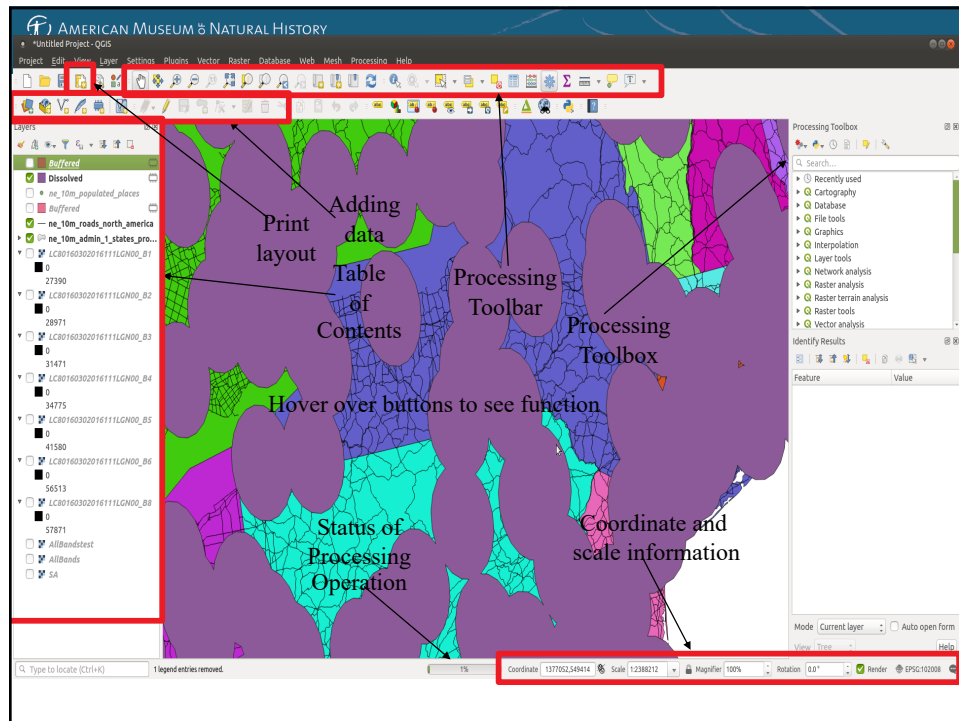 AMERICAN MUSEUM ö NATURAL HISTORY
*Untitled Project - QGIS
Project Edit View Layer Settings Plugins Vector Raster Database Web Mesh Processing Help
Layers
Buffered
Dissolved
ne_10m_populated_places
Buffered
ne_10m_roads_north_america
ne_10m_admin_1_states_pro...
LC80160302016111LGN00_B1
0
27390
LC80160302016111LGN00_B2
0
28971
LC80160302016111LGN00_B3
0
31471
LC80160302016111LGN00_B4
0
34775
LC80160302016111LGN00_B5
0
41580
LC80160302016111LGN00_B6
0
56513
LC80160302016111LGN00_B8
0
57871
AllBandstest
AllBands
SA
Print
layout
Adding
data
Table
of
Contents
Processing
Toolbar
Processing
Toolbox
Hover over buttons to see function
Status of
Processing
Operation
Coordinate and
scale information
Processing Toolbox
Search...
Recently used
Cartography
Database
File tools
Graphics
Interpolation
Layer tools
Network analysis
Raster analysis
Raster terrain analysis
Raster tools
Vector analysis
Identify Results
Feature Value
Mode Current layer Auto open form
View Tree Help
Type to locate (Ctrl+K) 1 legend entries removed. 1% Coordinate 1377052,549414 Scale 1:2388212 Magnifier 100% Rotation 0.0 ° Render EPSG:102008